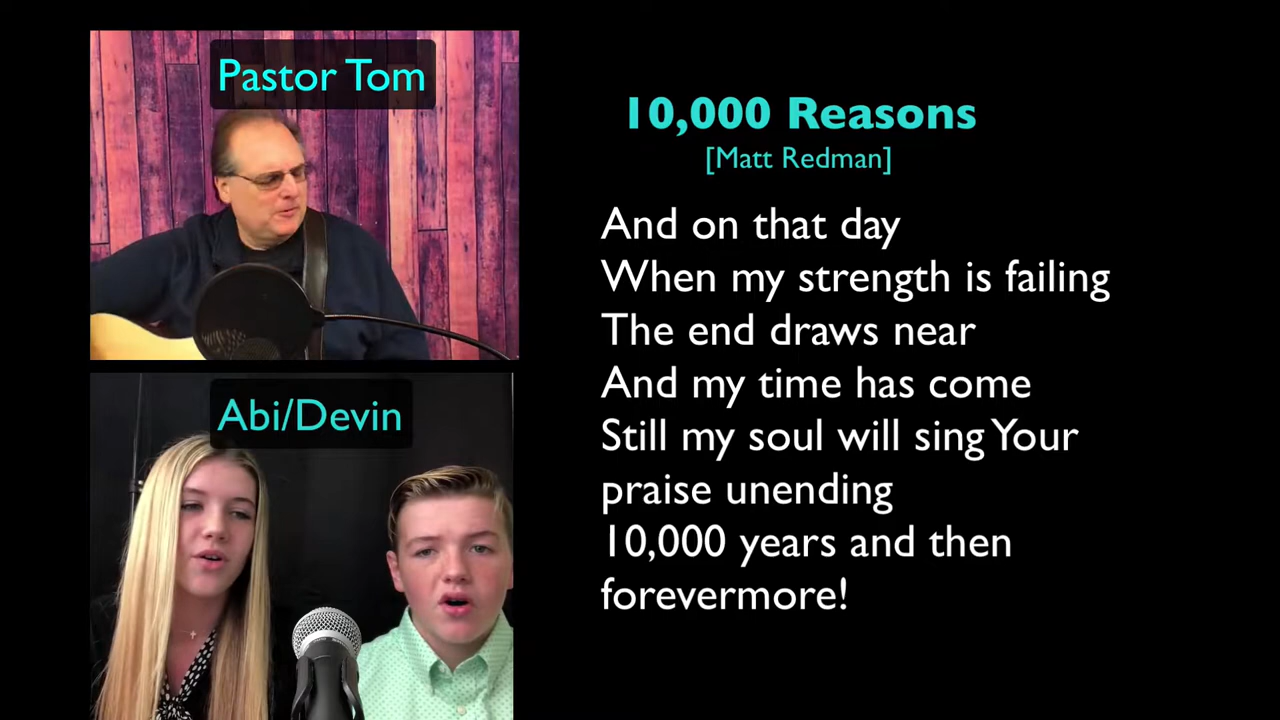 Pastor Tom
Abi/Devin
10,000 Reasons
[Matt Redman]
And on that day
When my strength is failing
The end draws near
And my time has come
Still my soul will sing Your
praise unending
10,000 years and then
forevermore!